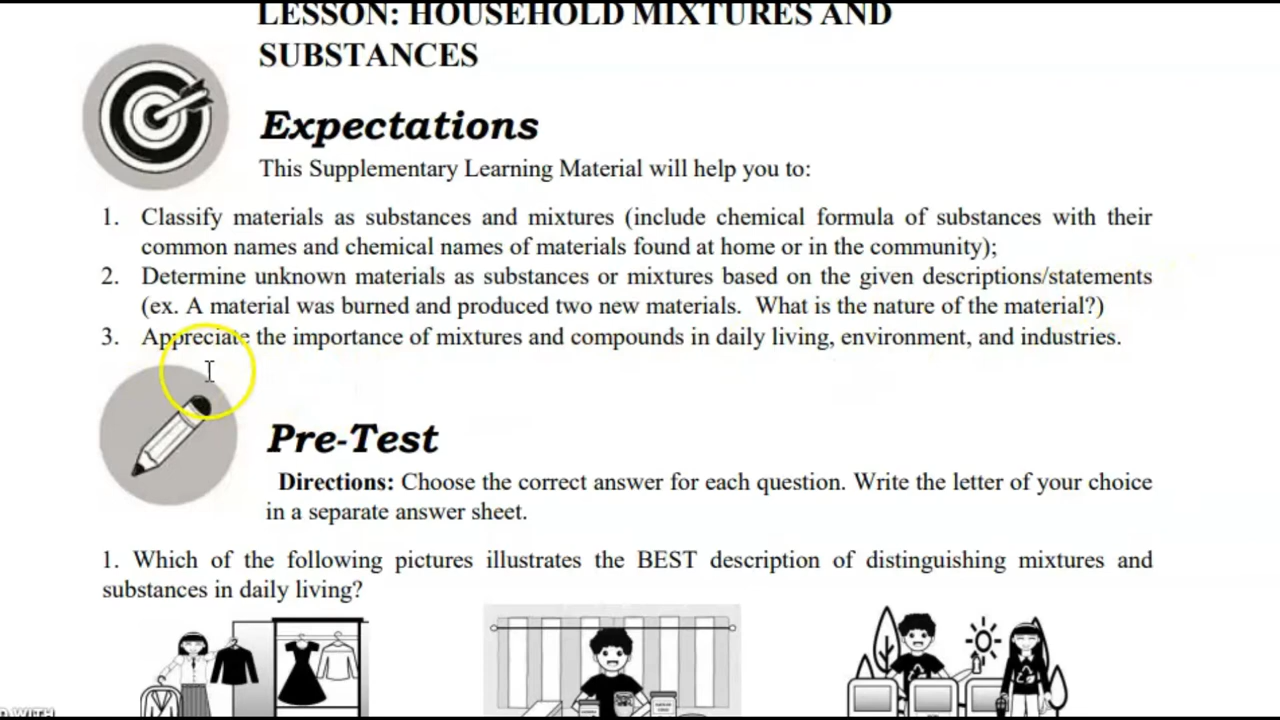 LESSON: HOUSEHOLD MIXTURES AND
SUBSTANCES
Expectations
This Supplementary Learning Material will help you to:
1. Classify materials as substances and mixtures (include chemical formula of substances with their
common names and chemical names of materials found at home or in the community);
2. Determine unknown materials as substances or mixtures based on the given descriptions/statements
(ex. A material was burned and produced two new materials. What is the nature of the material?)
3. Appreciate the importance of mixtures and compounds in daily living, environment, and industries.
Pre-Test
Directions: Choose the correct answer for each question. Write the letter of your choice
in a separate answer sheet.
1. Which of the following pictures illustrates the BEST description of distinguishing mixtures and
substances in daily living?